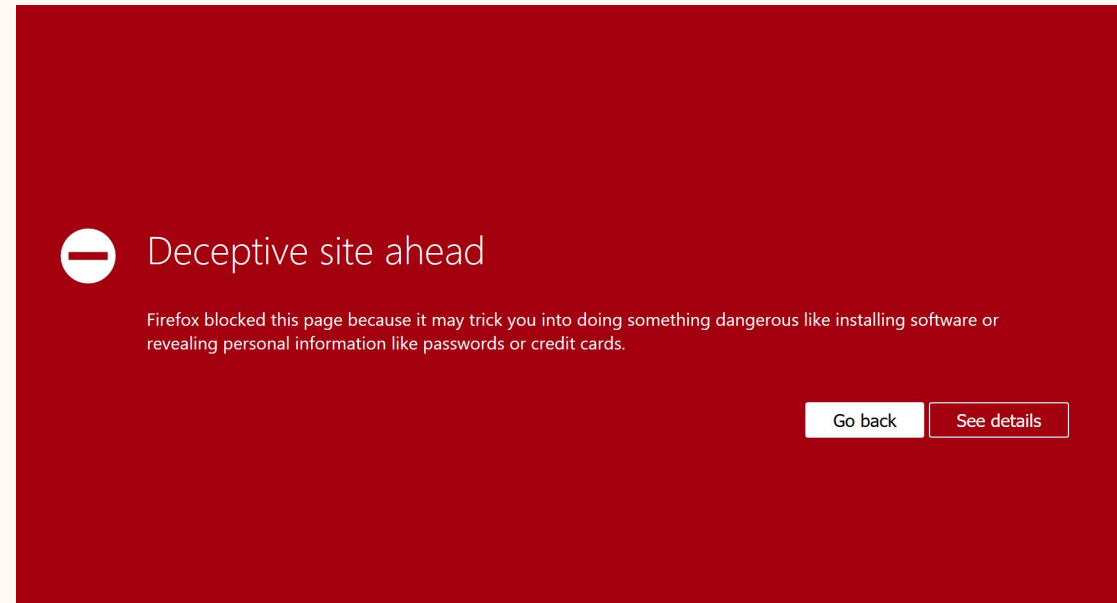 Deceptive site ahead
Firefox blocked this page because it may trick you into doing something dangerous like installing software or
revealing personal information like passwords or credit cards.
Go back
See details